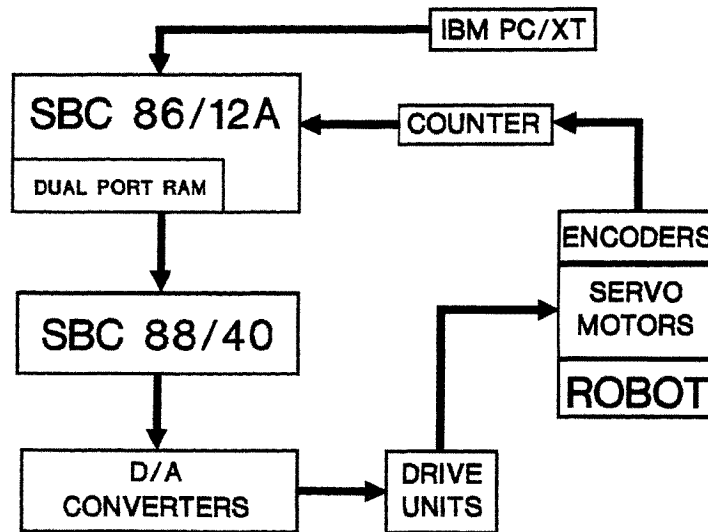 IBM PC/XT
SBC 86/12A
DUAL PORT RAM
COUNTER
ENCODERS
SERVO
MOTORS
ROBOT
SBC 88/40
D/A
CONVERTERS
DRIVE
UNITS